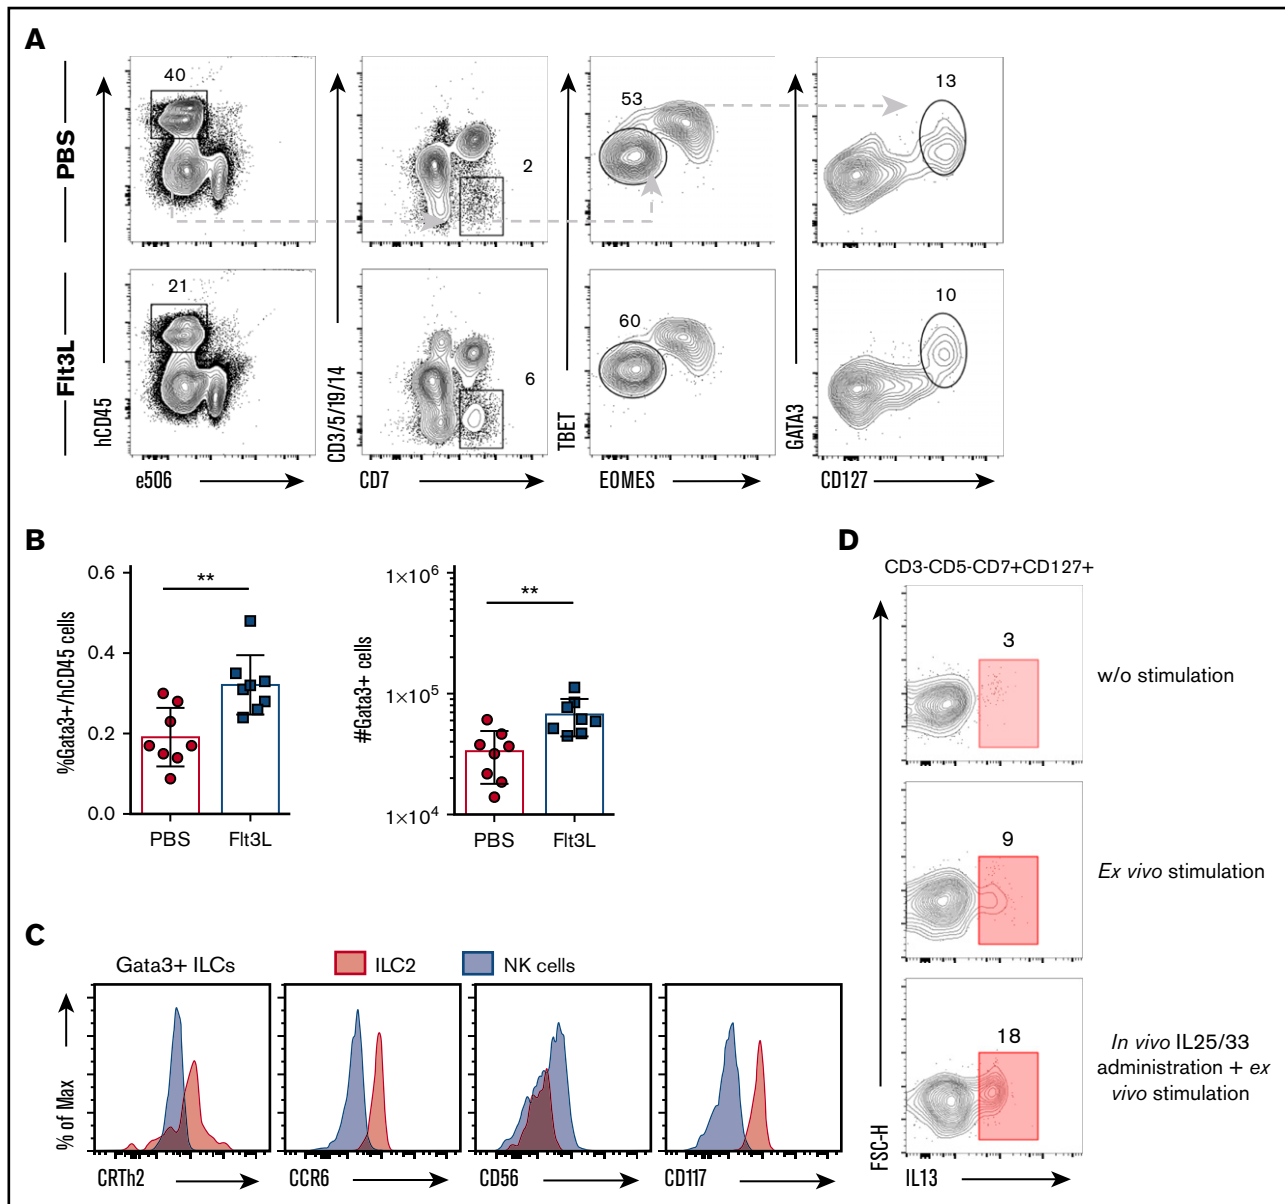 A
PBS
40
2
53
13
Flt3L
21
6
60
10
hCD45
CD3/5/19/14
TBET
GATA3
e506
CD7
EOMES
CD127
B
%Gata3+/hCD45 cells
0.6
0.4
0.2
0.0
**
PBS
Flt3L
#Gata3+ cells
1×10⁶
1×10⁵
1×10⁴
**
PBS
Flt3L
C
Gata3+ ILCs
ILC2
NK cells
% of Max
CRTh2
CCR6
CD56
CD117
D
CD3-CD5-CD7+CD127+
3
w/o stimulation
9
Ex vivo stimulation
18
In vivo IL25/33
administration + ex
vivo stimulation
FSC-H
IL13